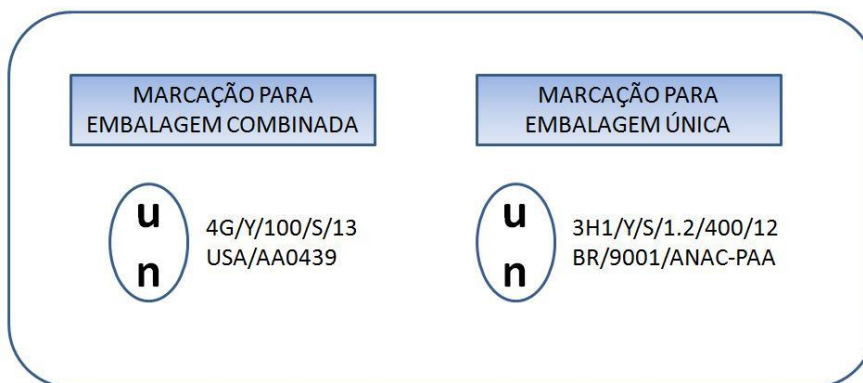 MARCAÇÃO PARA
EMBALAGEM COMBINADA
u
n
4G/Y/100/S/13
USA/AA0439
MARCAÇÃO PARA
EMBALAGEM ÚNICA
u
n
3H1/Y/S/1.2/400/12
BR/9001/ANAC-PAA